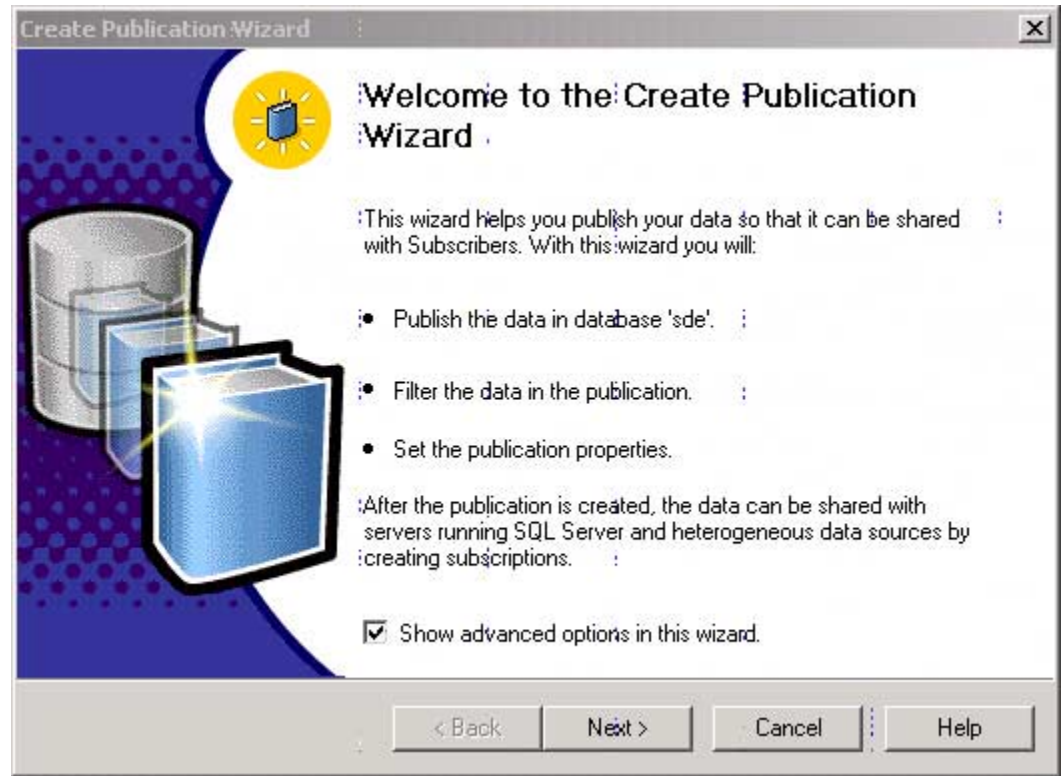 Create Publication Wizard
Welcome to the Create Publication
Wizard
This wizard helps you publish your data so that it can be shared
with Subscribers. With this wizard you will:
• Publish the data in database 'sde'.
• Filter the data in the publication.
• Set the publication properties.
After the publication is created, the data can be shared with
servers running SQL Server and heterogeneous data sources by
creating subscriptions.
Show advanced options in this wizard.
< Back Next > Cancel Help